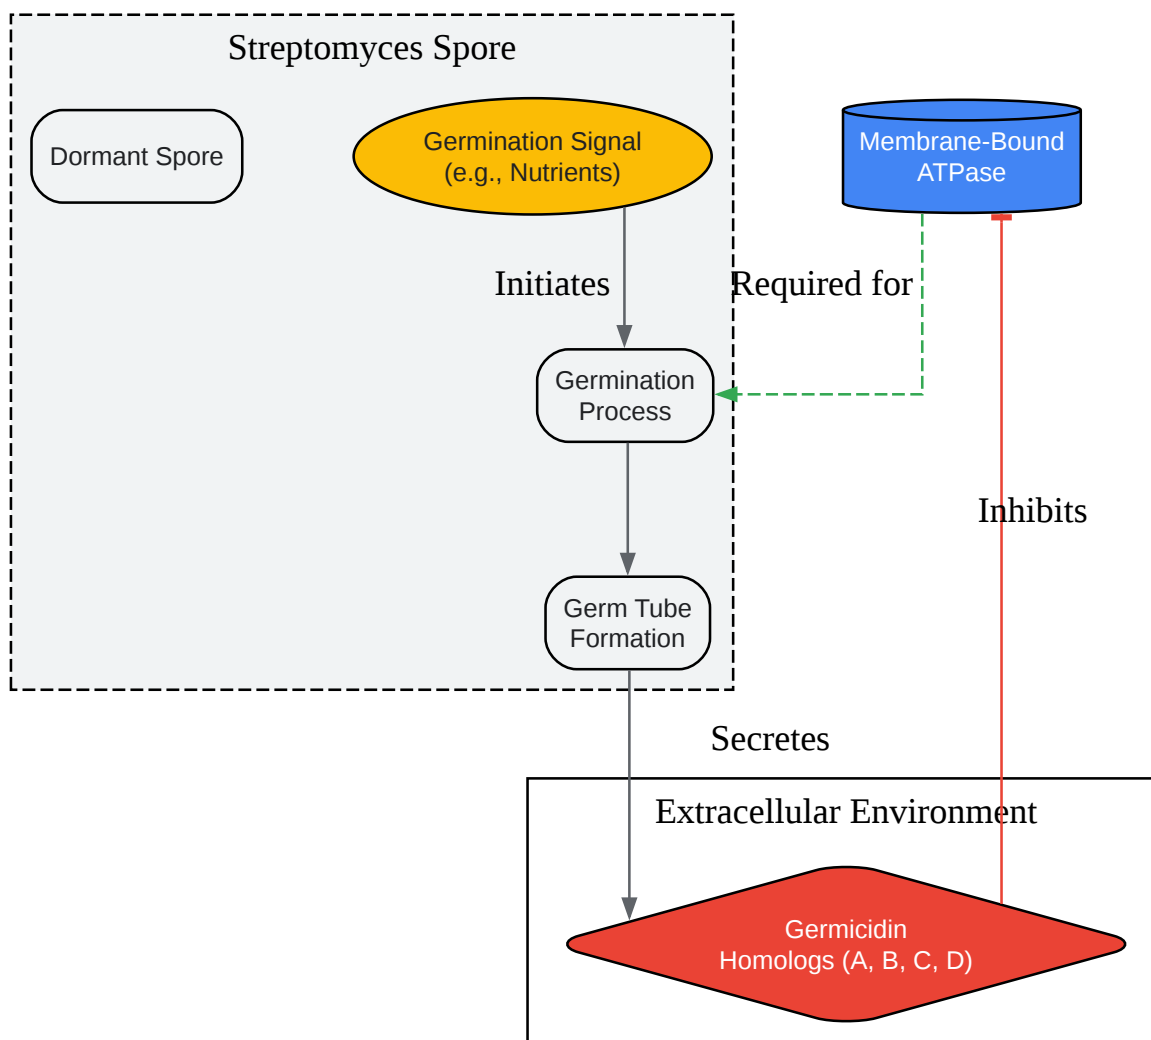 Streptomyces Spore
Dormant Spore
Germination Signal
(e.g., Nutrients)
Membrane-Bound
ATPase
Initiates
Required for
Germination
Process
Inhibits
Germ Tube
Formation
Secretes
Extracellular Environment
Germicidin
Homologs (A, B, C, D)